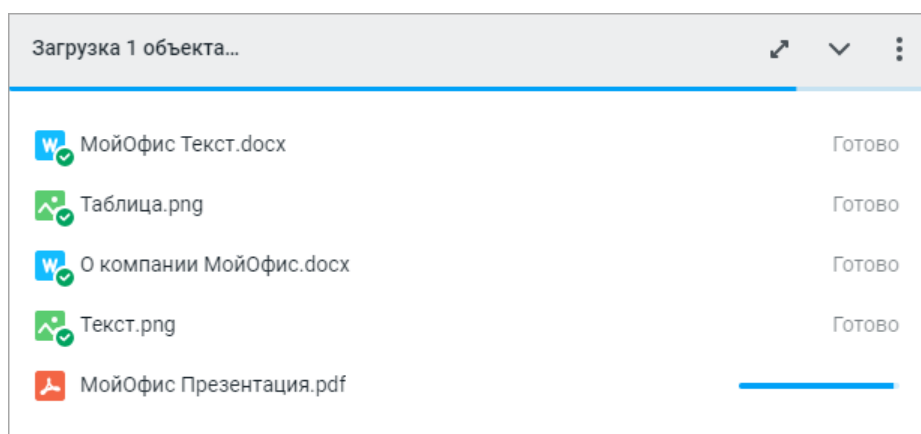 Загрузка 1 объекта...
МойОфис Текст.docx Готово
Таблица.png Готово
О компании МойОфис.docx Готово
Текст.png Готово
МойОфис Презентация.pdf